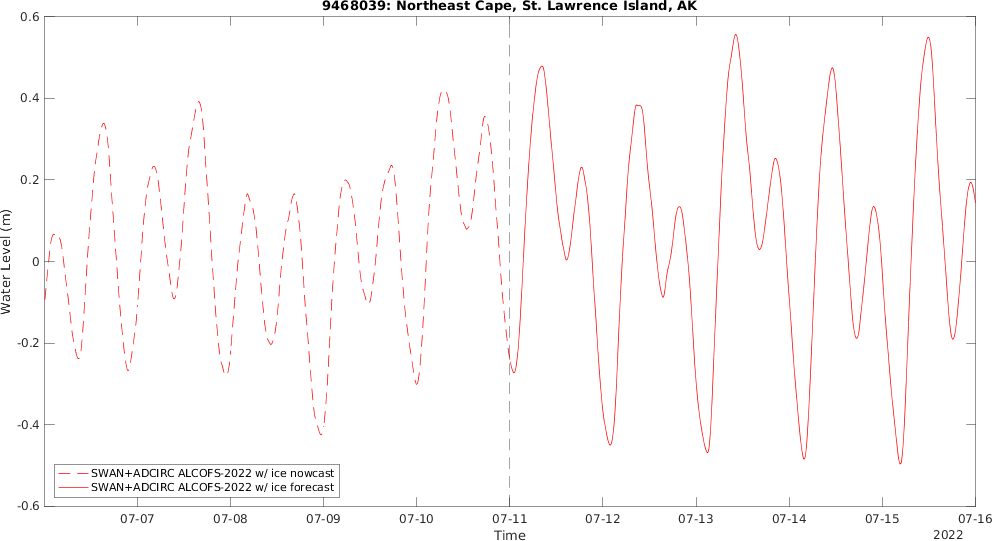 9468039: Northeast Cape, St. Lawrence Island, AK
0.6
0.4
0.2
0
-0.2
-0.4
-0.6
Water Level (m)
SWAN+ADCIRC ALCOFS-2022 w/ ice nowcast
SWAN+ADCIRC ALCOFS-2022 w/ ice forecast
07-07 07-08 07-09 07-10 07-11 07-12 07-13 07-14 07-15 07-16
Time
2022